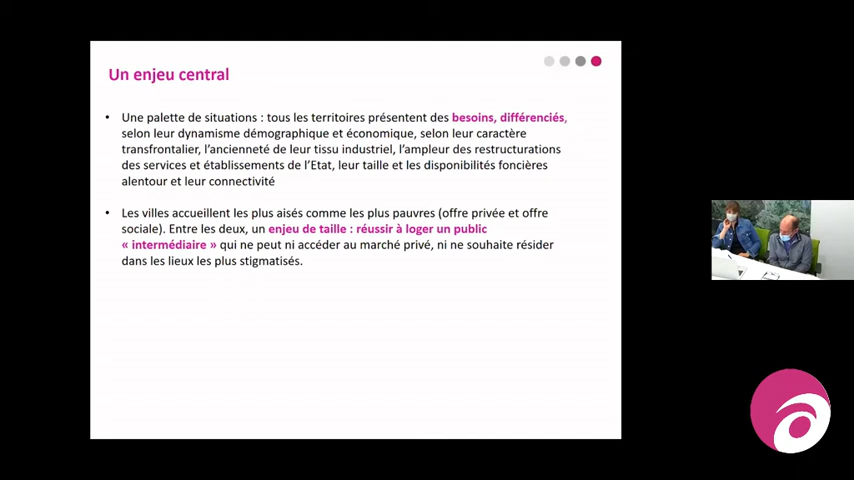 Un enjeu central
• Une palette de situations : tous les territoires présentent des besoins, différenciés,
selon leur dynamisme démographique et économique, selon leur caractère
transfrontalier, l’ancienneté de leur tissu industriel, l’ampleur des restructurations
des services et établissements de l’Etat, leur taille et les disponibilités foncières
alentour et leur connectivité
• Les villes accueillent les plus aisés comme les plus pauvres (offre privée et offre
sociale). Entre les deux, un enjeu de taille : réussir à loger un public
« intermédiaire » qui ne peut ni accéder au marché privé, ni ne souhaite résider
dans les lieux les plus stigmatisés.